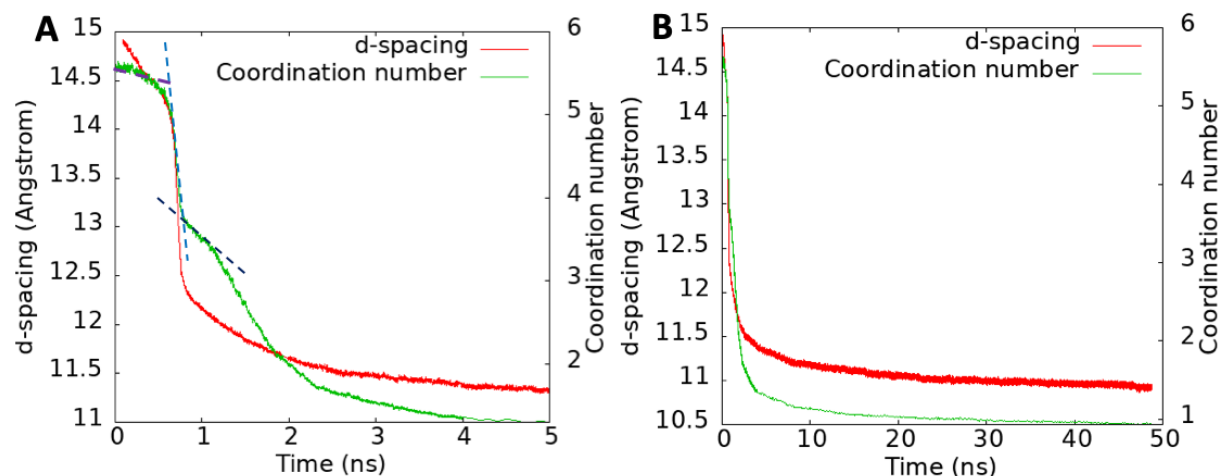 A
d-spacing
Coordination number
15
14.5
14
13.5
13
12.5
12
11.5
11
d-spacing (Angstrom)
6
5
4
3
2
Coordination number
0 1 2 3 4 5
Time (ns)
B
d-spacing
Coordination number
15
14.5
14
13.5
13
12.5
12
11.5
11
10.5
d-spacing (Angstrom)
6
5
4
3
2
1
Coordination number
0 10 20 30 40 50
Time (ns)